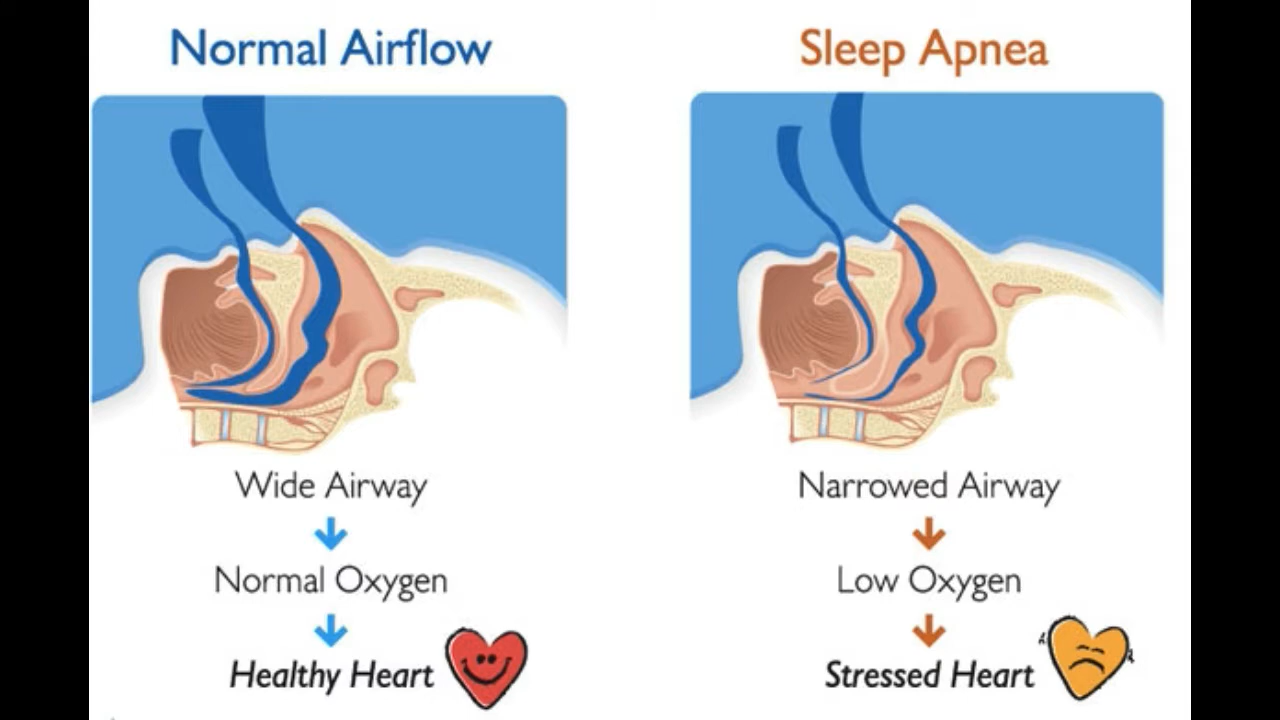 Normal Airflow
Wide Airway
Normal Oxygen
Healthy Heart
Sleep Apnea
Narrowed Airway
Low Oxygen
Stressed Heart